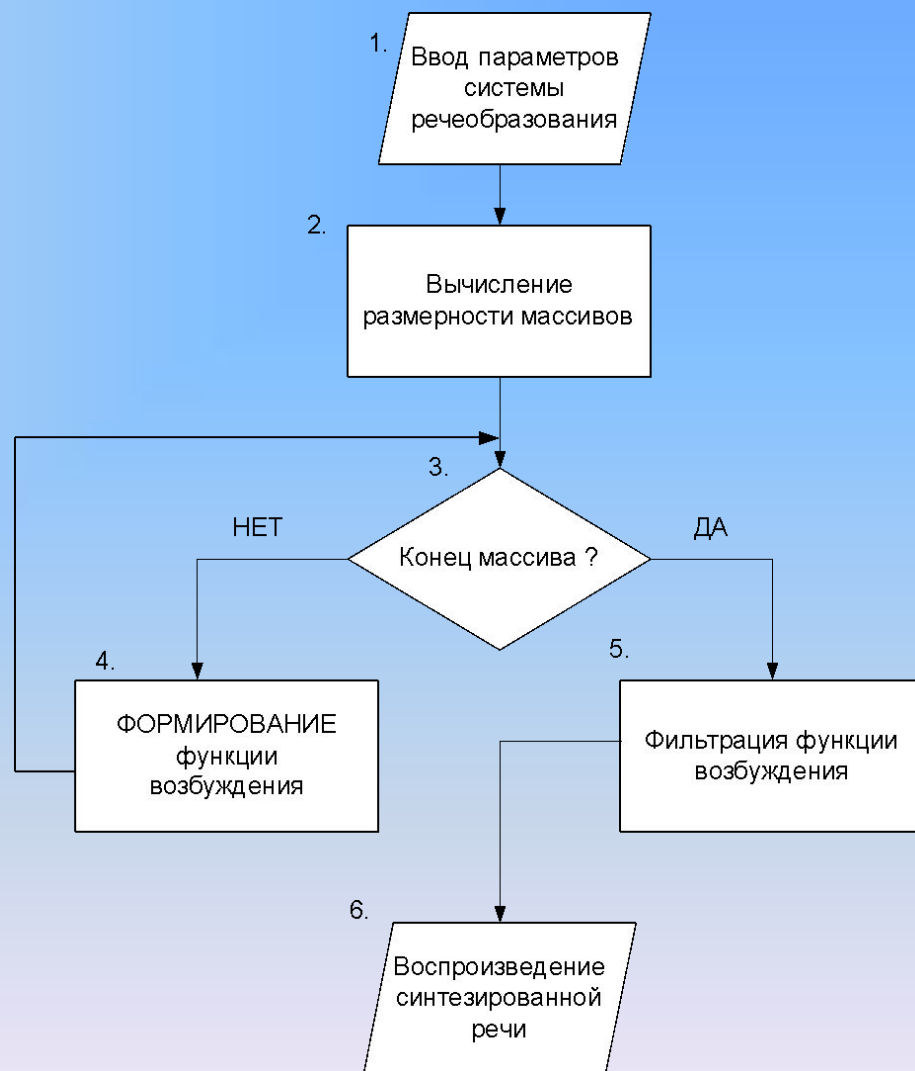 1.
Ввод параметров
системы
речеобразования
2.
Вычисление
размерности массивов
3.
НЕТ
Конец массива ?
ДА
4.
ФОРМИРОВАНИЕ
функции
возбуждения
5.
Фильтрация функции
возбуждения
6.
Воспроизведение
синтезированной
речи